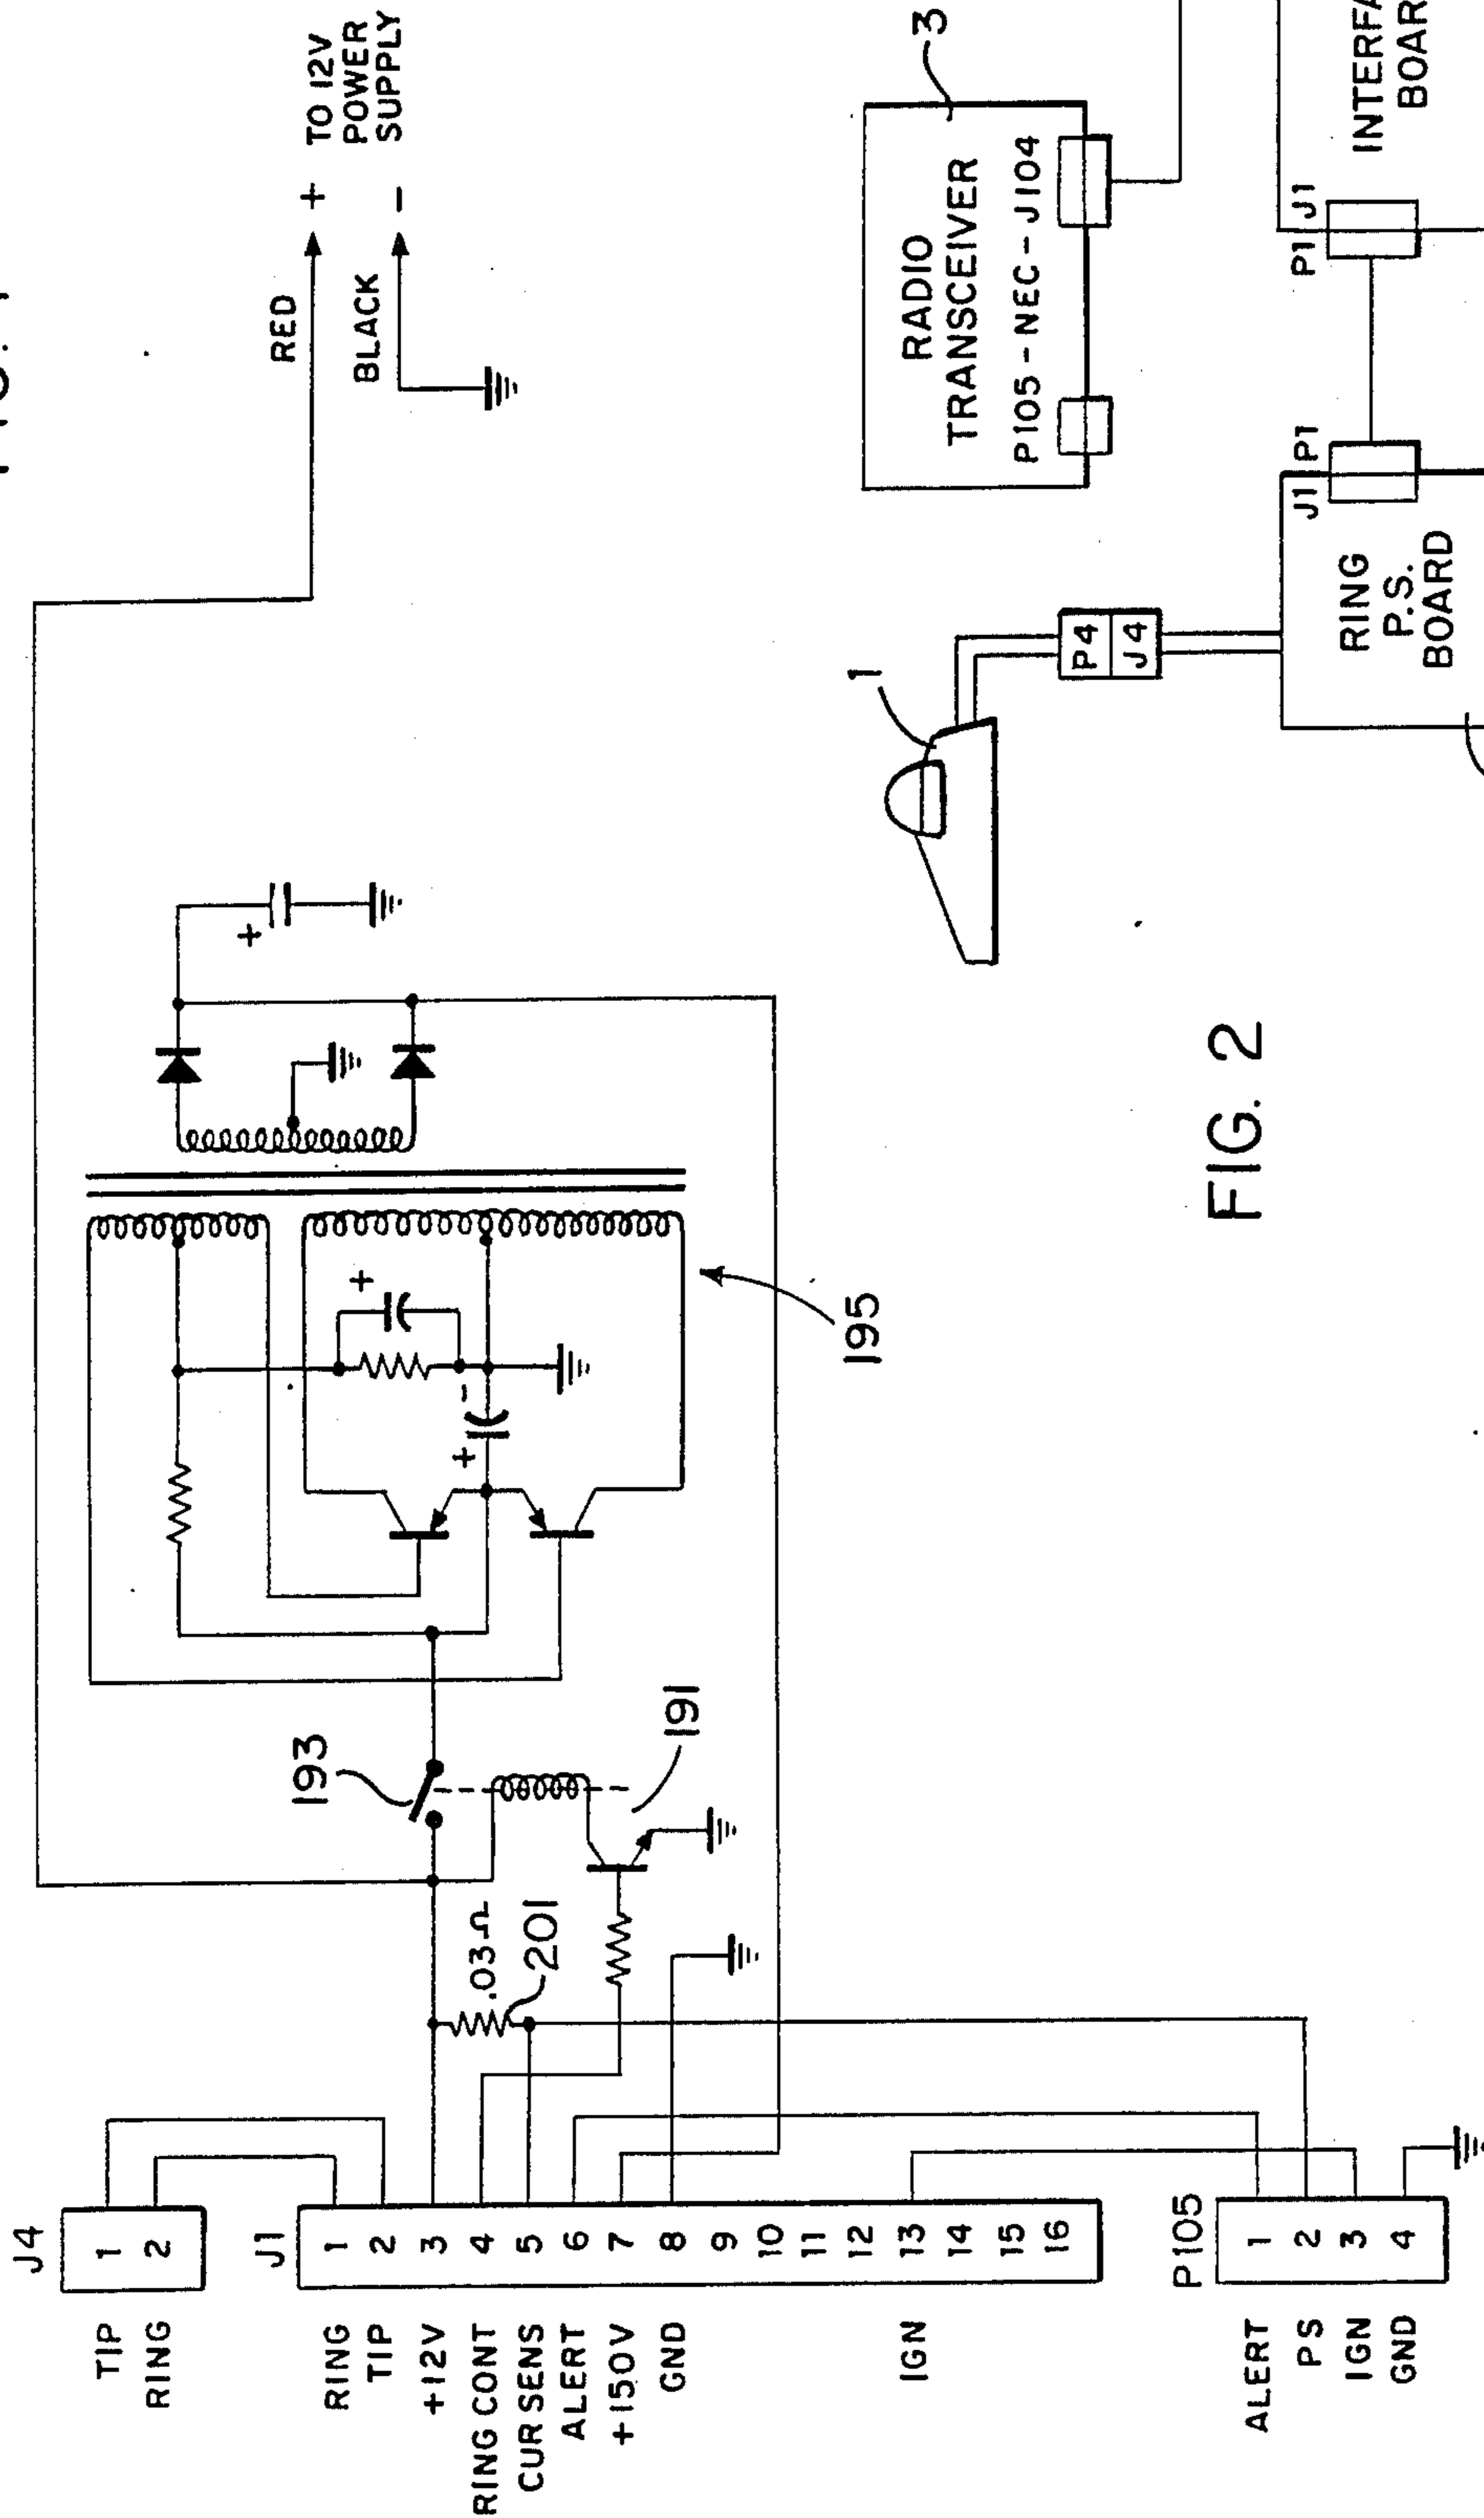 RED
+
TO 12V
POWER
SUPPLY
BLACK
−
193
191
195
.03Ω
201
+
+
-
+
J4
TIP 1
RING 2
J1
RING 1
TIP 2
+12V 3
RING CONT 4
CUR SENS 5
ALERT 6
+150V 7
GND 8
9
10
11
12
IGN 13
14
15
16
P105
ALERT 1
PS 2
IGN 3
GND 4
3
RADIO
TRANSCEIVER
P105-NEC-J104
1
P4
J4
J1 P1
P1 J1
RING
P.S.
BOARD
FIG. 2